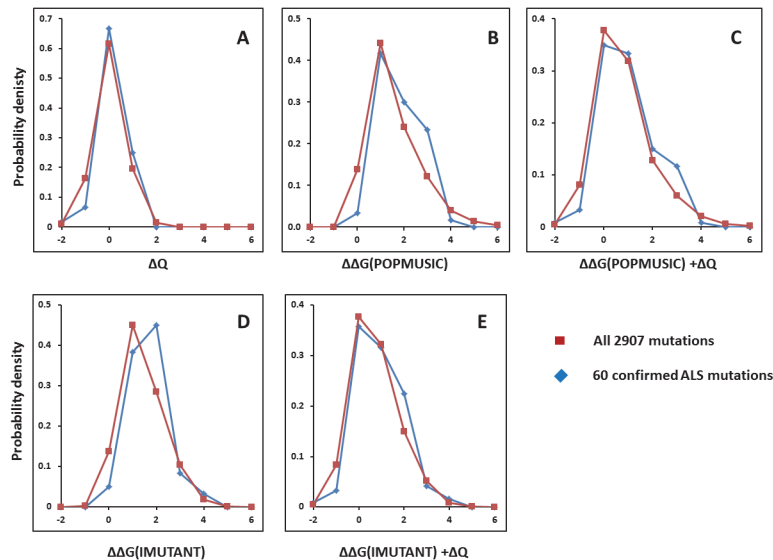 A
0.7
0.6
0.5
0.4
0.3
0.2
0.1
0.0
-2 0 2 4 6
ΔQ
Probability denisty
B
0.5
0.4
0.3
0.2
0.1
0.0
-2 0 2 4 6
ΔΔG(POPMUSIC)
C
0.4
0.3
0.2
0.1
0
-2 0 2 4 6
ΔΔG(POPMUSIC) +ΔQ
D
0.5
0.4
0.3
0.2
0.1
0
-2 0 2 4 6
ΔΔG(IMUTANT)
Probability density
E
0.5
0.4
0.3
0.2
0.1
0
-2 0 2 4 6
ΔΔG(IMUTANT) +ΔQ
All 2907 mutations
60 confirmed ALS mutations